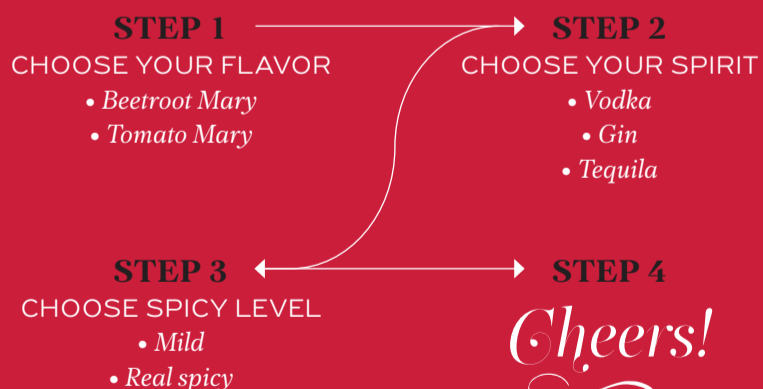 STEP 1
CHOOSE YOUR FLAVOR
• Beetroot Mary
• Tomato Mary
STEP 2
CHOOSE YOUR SPIRIT
• Vodka
• Gin
• Tequila
STEP 3
CHOOSE SPICY LEVEL
• Mild
• Real spicy
STEP 4
Cheers!